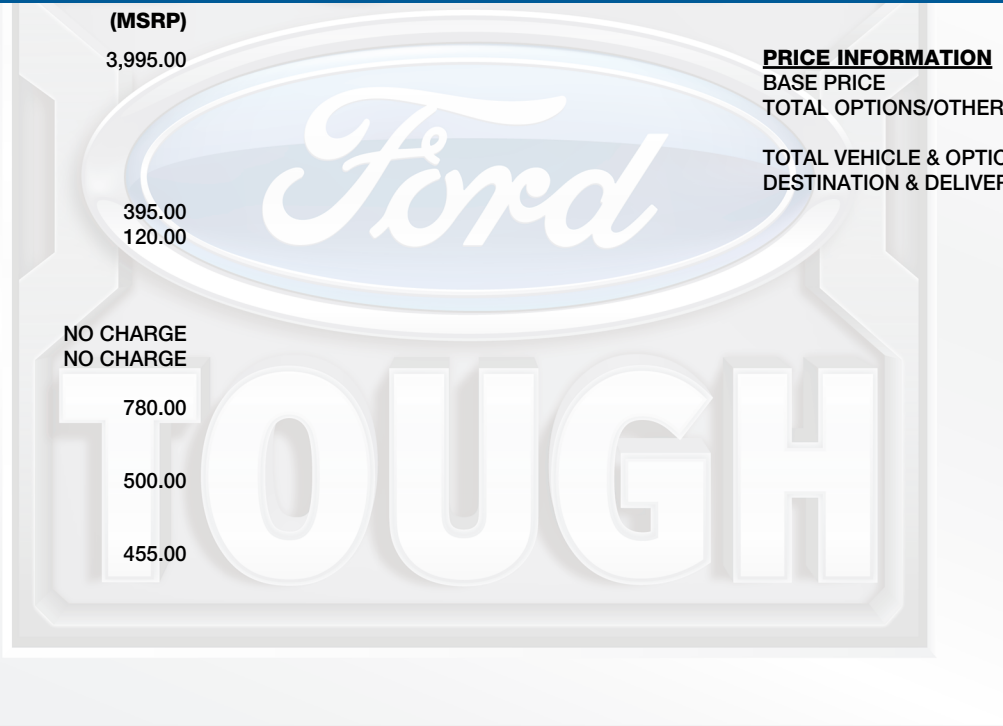 (MSRP)
3,995.00
395.00
120.00
NO CHARGE
NO CHARGE
780.00
500.00
455.00
PRICE INFORMATION
BASE PRICE
TOTAL OPTIONS/OTHER
TOTAL VEHICLE & OPTIO
DESTINATION & DELIVER
Ford
TOUGH